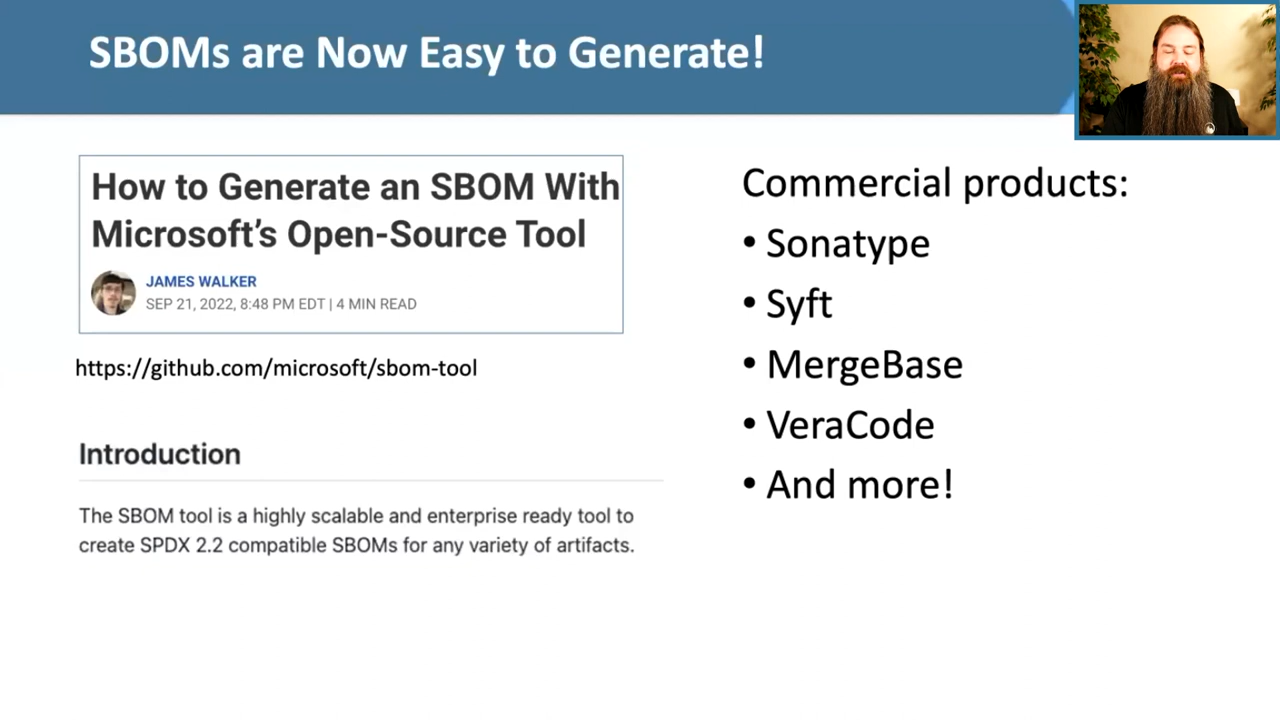 SBOMs are Now Easy to Generate!
How to Generate an SBOM With
Microsoft’s Open-Source Tool
JAMES WALKER
SEP 21, 2022, 8:48 PM EDT | 4 MIN READ
https://github.com/microsoft/sbom-tool
Introduction
The SBOM tool is a highly scalable and enterprise ready tool to
create SPDX 2.2 compatible SBOMs for any variety of artifacts.
Commercial products:
• Sonatype
• Syft
• MergeBase
• VeraCode
• And more!